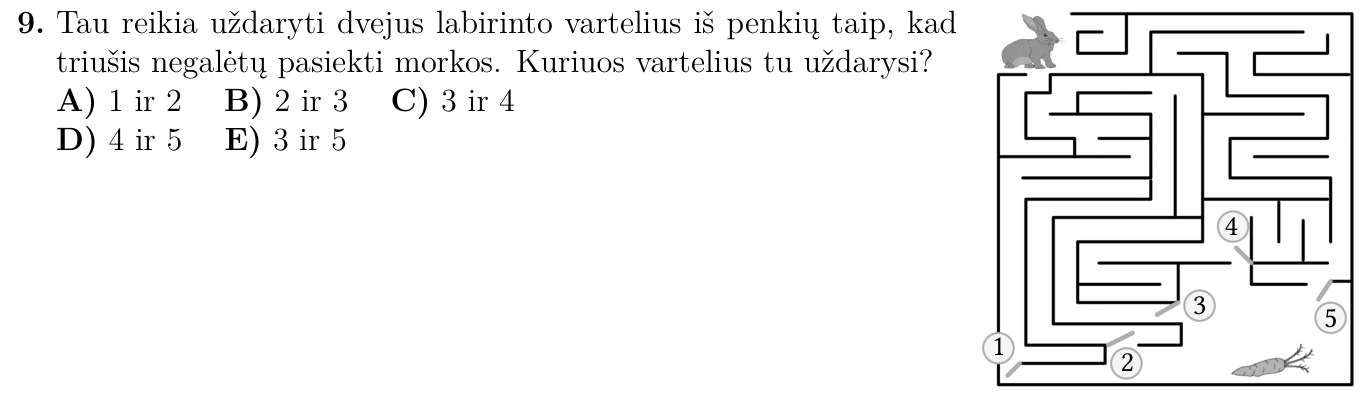 9. Tau reikia uždaryti dvejus labirinto vartelius iš penkių taip, kad
triušis negalėtų pasiekti morkos. Kuriuos vartelius tu uždarysi?
A) 1 ir 2 B) 2 ir 3 C) 3 ir 4
D) 4 ir 5 E) 3 ir 5
4
3
5
1
2